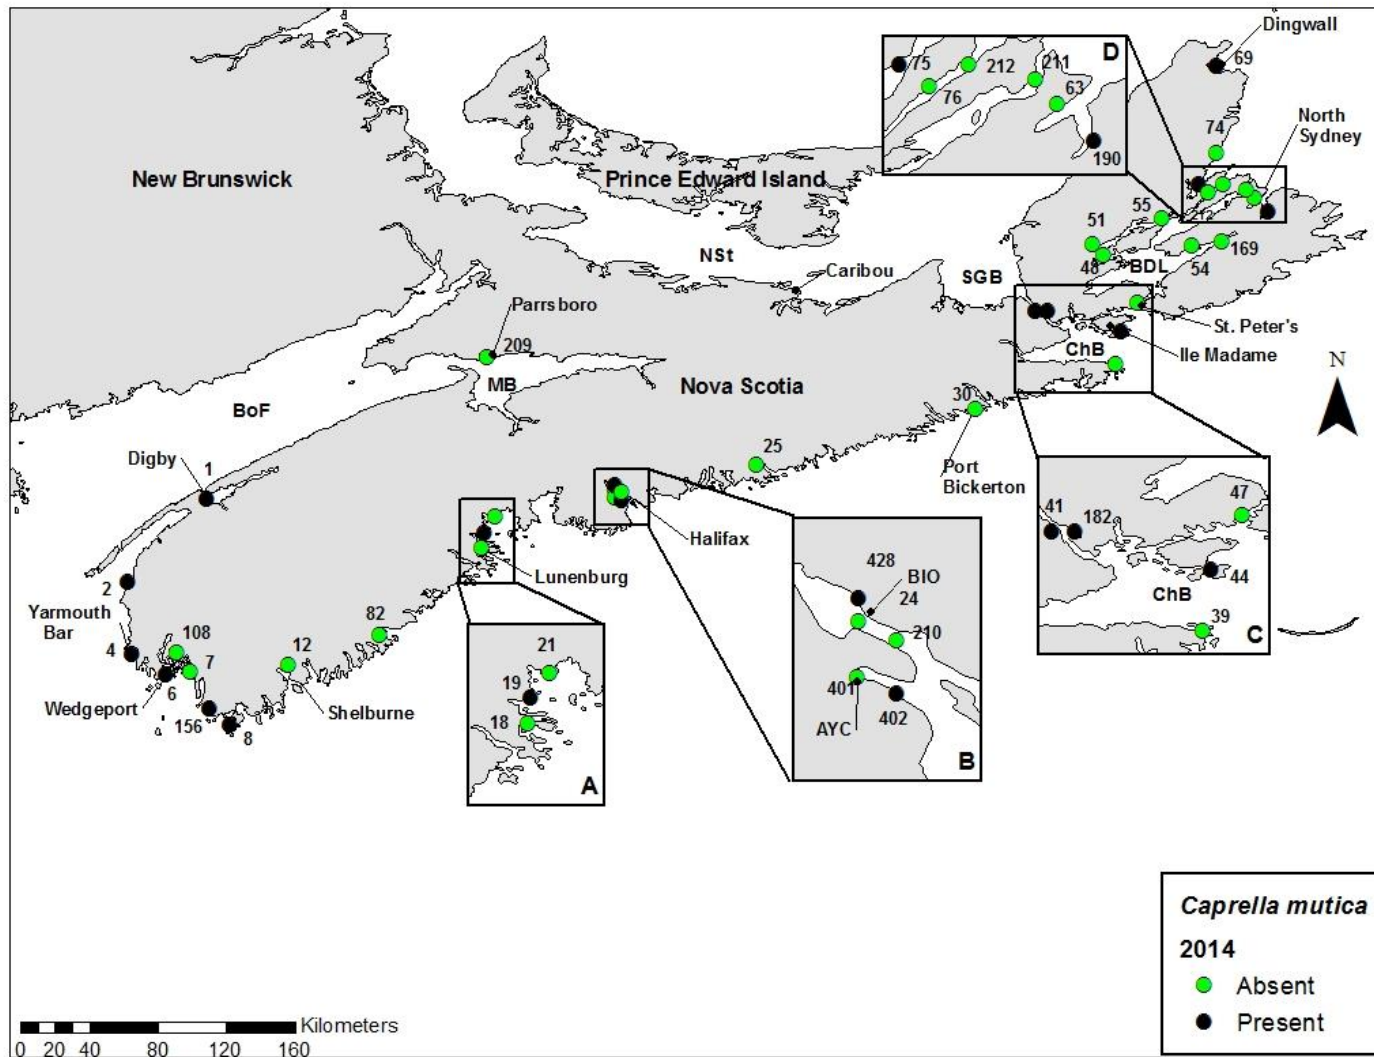 Dingwall
69
D
75
212
211
76
63
190
North
Sydney
74
New Brunswick
Prince Edward Island
55
212
51
169
NSt
48
BDL
54
Caribou
SGB
St. Peter's
Parrsboro
209
Ile Madame
ChB
MB
Nova Scotia
N
BoF
30
Digby
1
25
Port
Bickerton
47
41
182
Halifax
428
BIO
44
24
ChB
2
Lunenburg
Yarmouth
Bar
82
39
C
108
12
210
4
7
21
Wedgeport
6
19
401
Shelburne
156
8
18
402
AYC
B
A
Caprella mutica
2014
Absent
Present
Kilometers
0 20 40 80 120 160